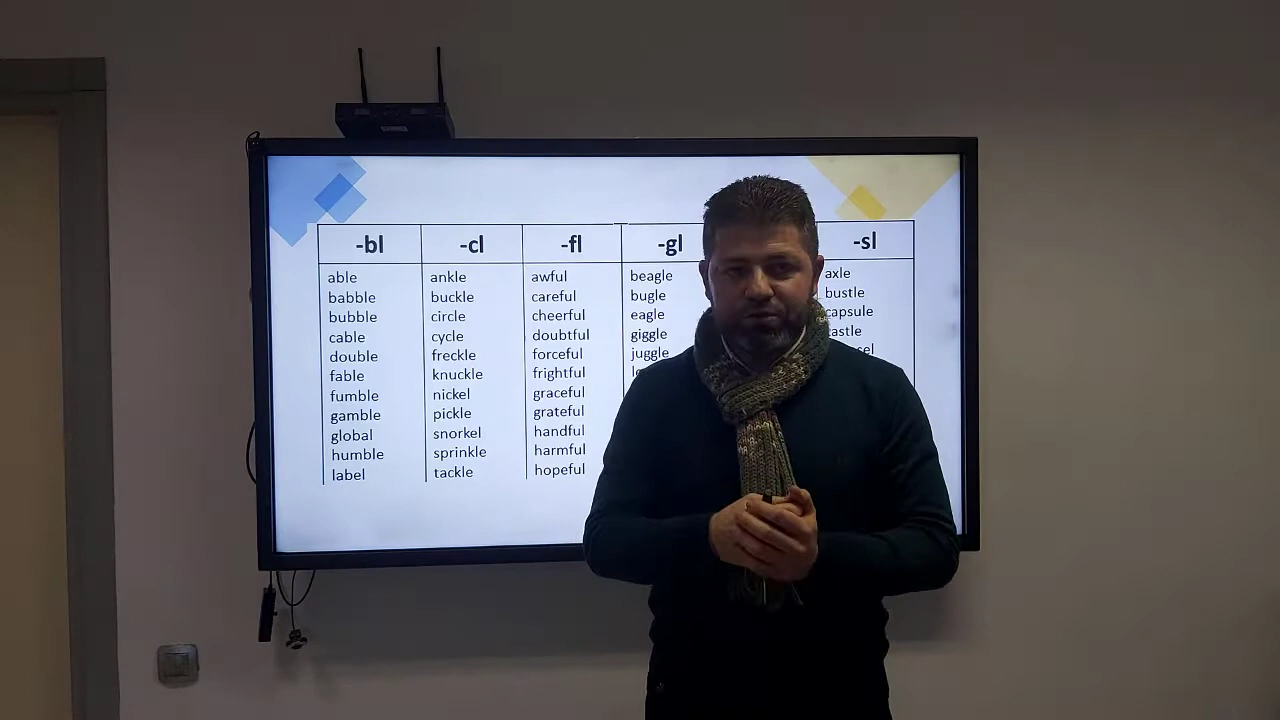 -bl -cl -fl -gl -sl
able ankle awful beagle axle
babble buckle careful bugle bustle
bubble circle cheerful eagle capsule
cable cycle doubtful giggle
double freckle forceful juggle
fable knuckle frightful
fumble nickel graceful
gamble pickle grateful
global snorkel handful
humble sprinkle harmful
label tackle hopeful